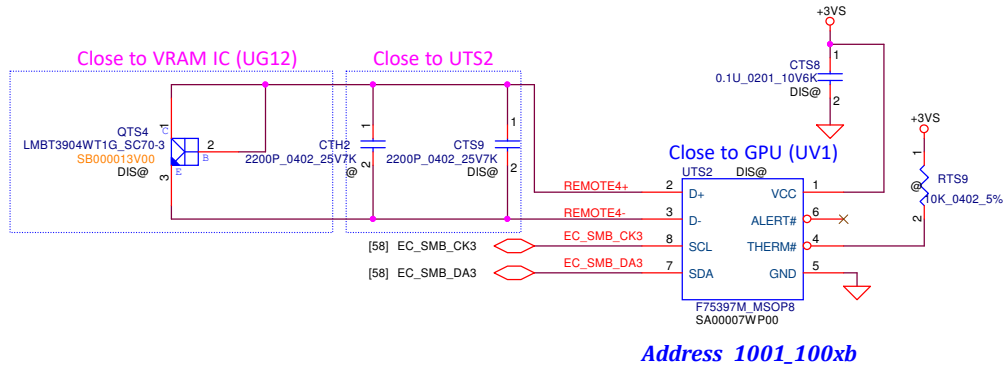 +3VS
Close to VRAM IC (UG12)
Close to UTS2
CTS8
0.1U_0201_10V6K
DIS@
1
2
+3VS
QTS4
LMBT3904WT1G_SC70-3
SB000013V00
DIS@
1
C
2
B
E
3
1
CTH2
2200P_0402_25V7K
@
2
1
CTS9
2200P_0402_25V7K
DIS@
2
Close to GPU (UV1)
UTS2
DIS@
1
@
RTS9
10K_0402_5%
2
REMOTE4+
2
D+
VCC
1
REMOTE4-
3
D-
ALERT#
6
[58] EC_SMB_CK3
EC_SMB_CK3
8
SCL
THERM#
4
[58] EC_SMB_DA3
EC_SMB_DA3
7
SDA
GND
5
F75397M_MSOP8
SA00007WP00
Address 1001_100xb